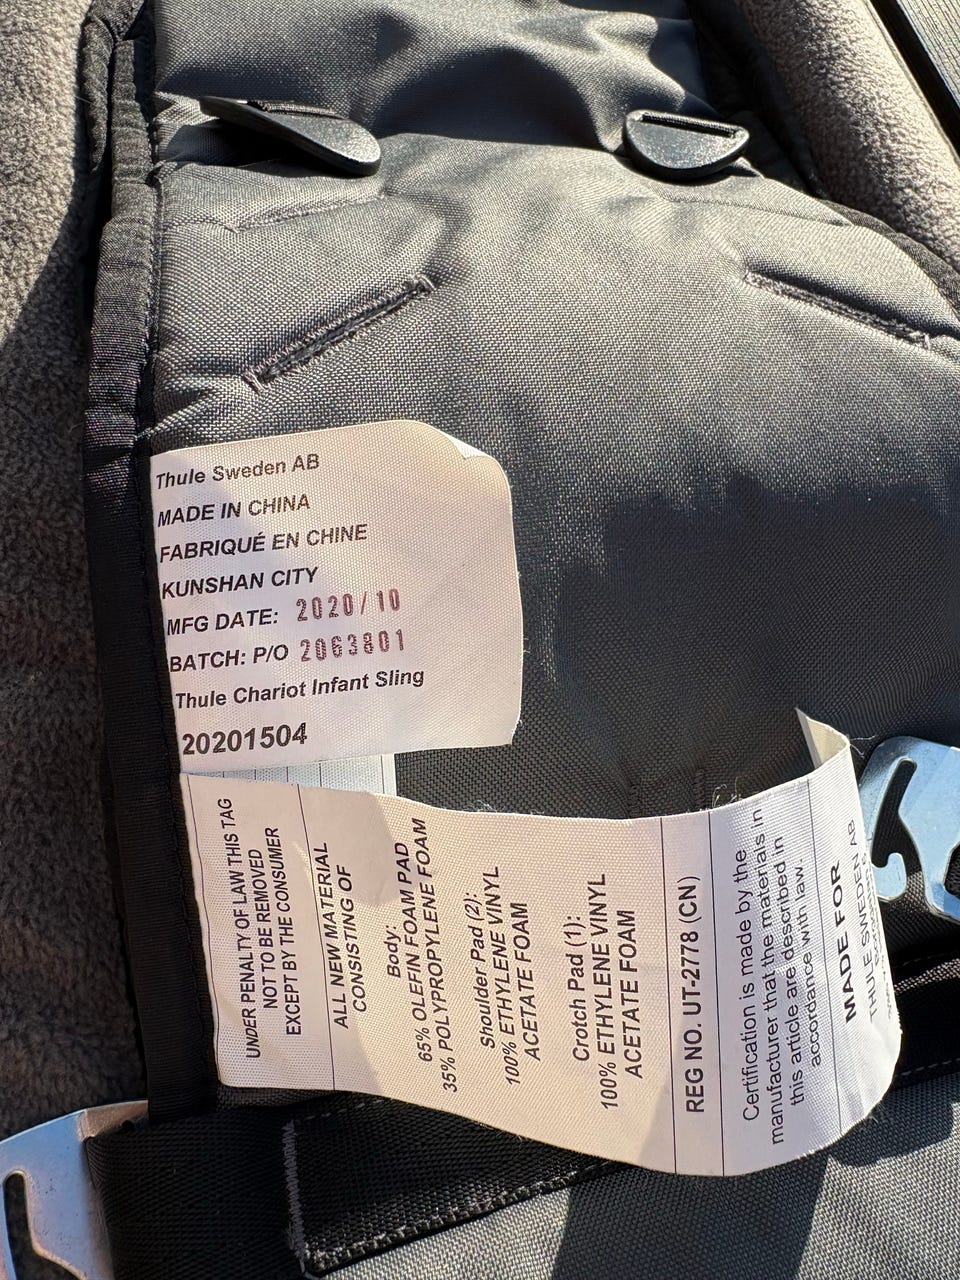 Thule Sweden AB
MADE IN CHINA
FABRIQUÉ EN CHINE
KUNSHAN CITY
MFG DATE: 2020/10
BATCH: P/O 2063801
Thule Chariot Infant Sling
20201504
UNDER PENALTY OF LAW THIS TAG
NOT TO BE REMOVED
EXCEPT BY THE CONSUMER
ALL NEW MATERIAL
CONSISTING OF
Body:
65% OLEFIN FOAM PAD
35% POLYPROPYLENE FOAM
Shoulder Pad (2):
100% ETHYLENE VINYL
ACETATE FOAM
Crotch Pad (1):
100% ETHYLENE VINYL
ACETATE FOAM
REG NO. UT-2778 (CN)
Certification is made by the
manufacturer that the materials in
this article are described in
accordance with law.
MADE FOR
THULE SWEDEN AB